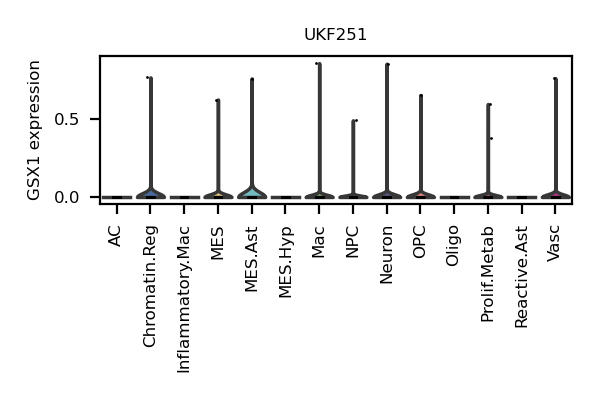 UKF251
GSX1 expression
0.5
0.0
AC
Chromatin.Reg
Inflammatory.Mac
MES
MES.Ast
MES.Hyp
Mac
NPC
Neuron
OPC
Oligo
Prolif.Metab
Reactive.Ast
Vasc